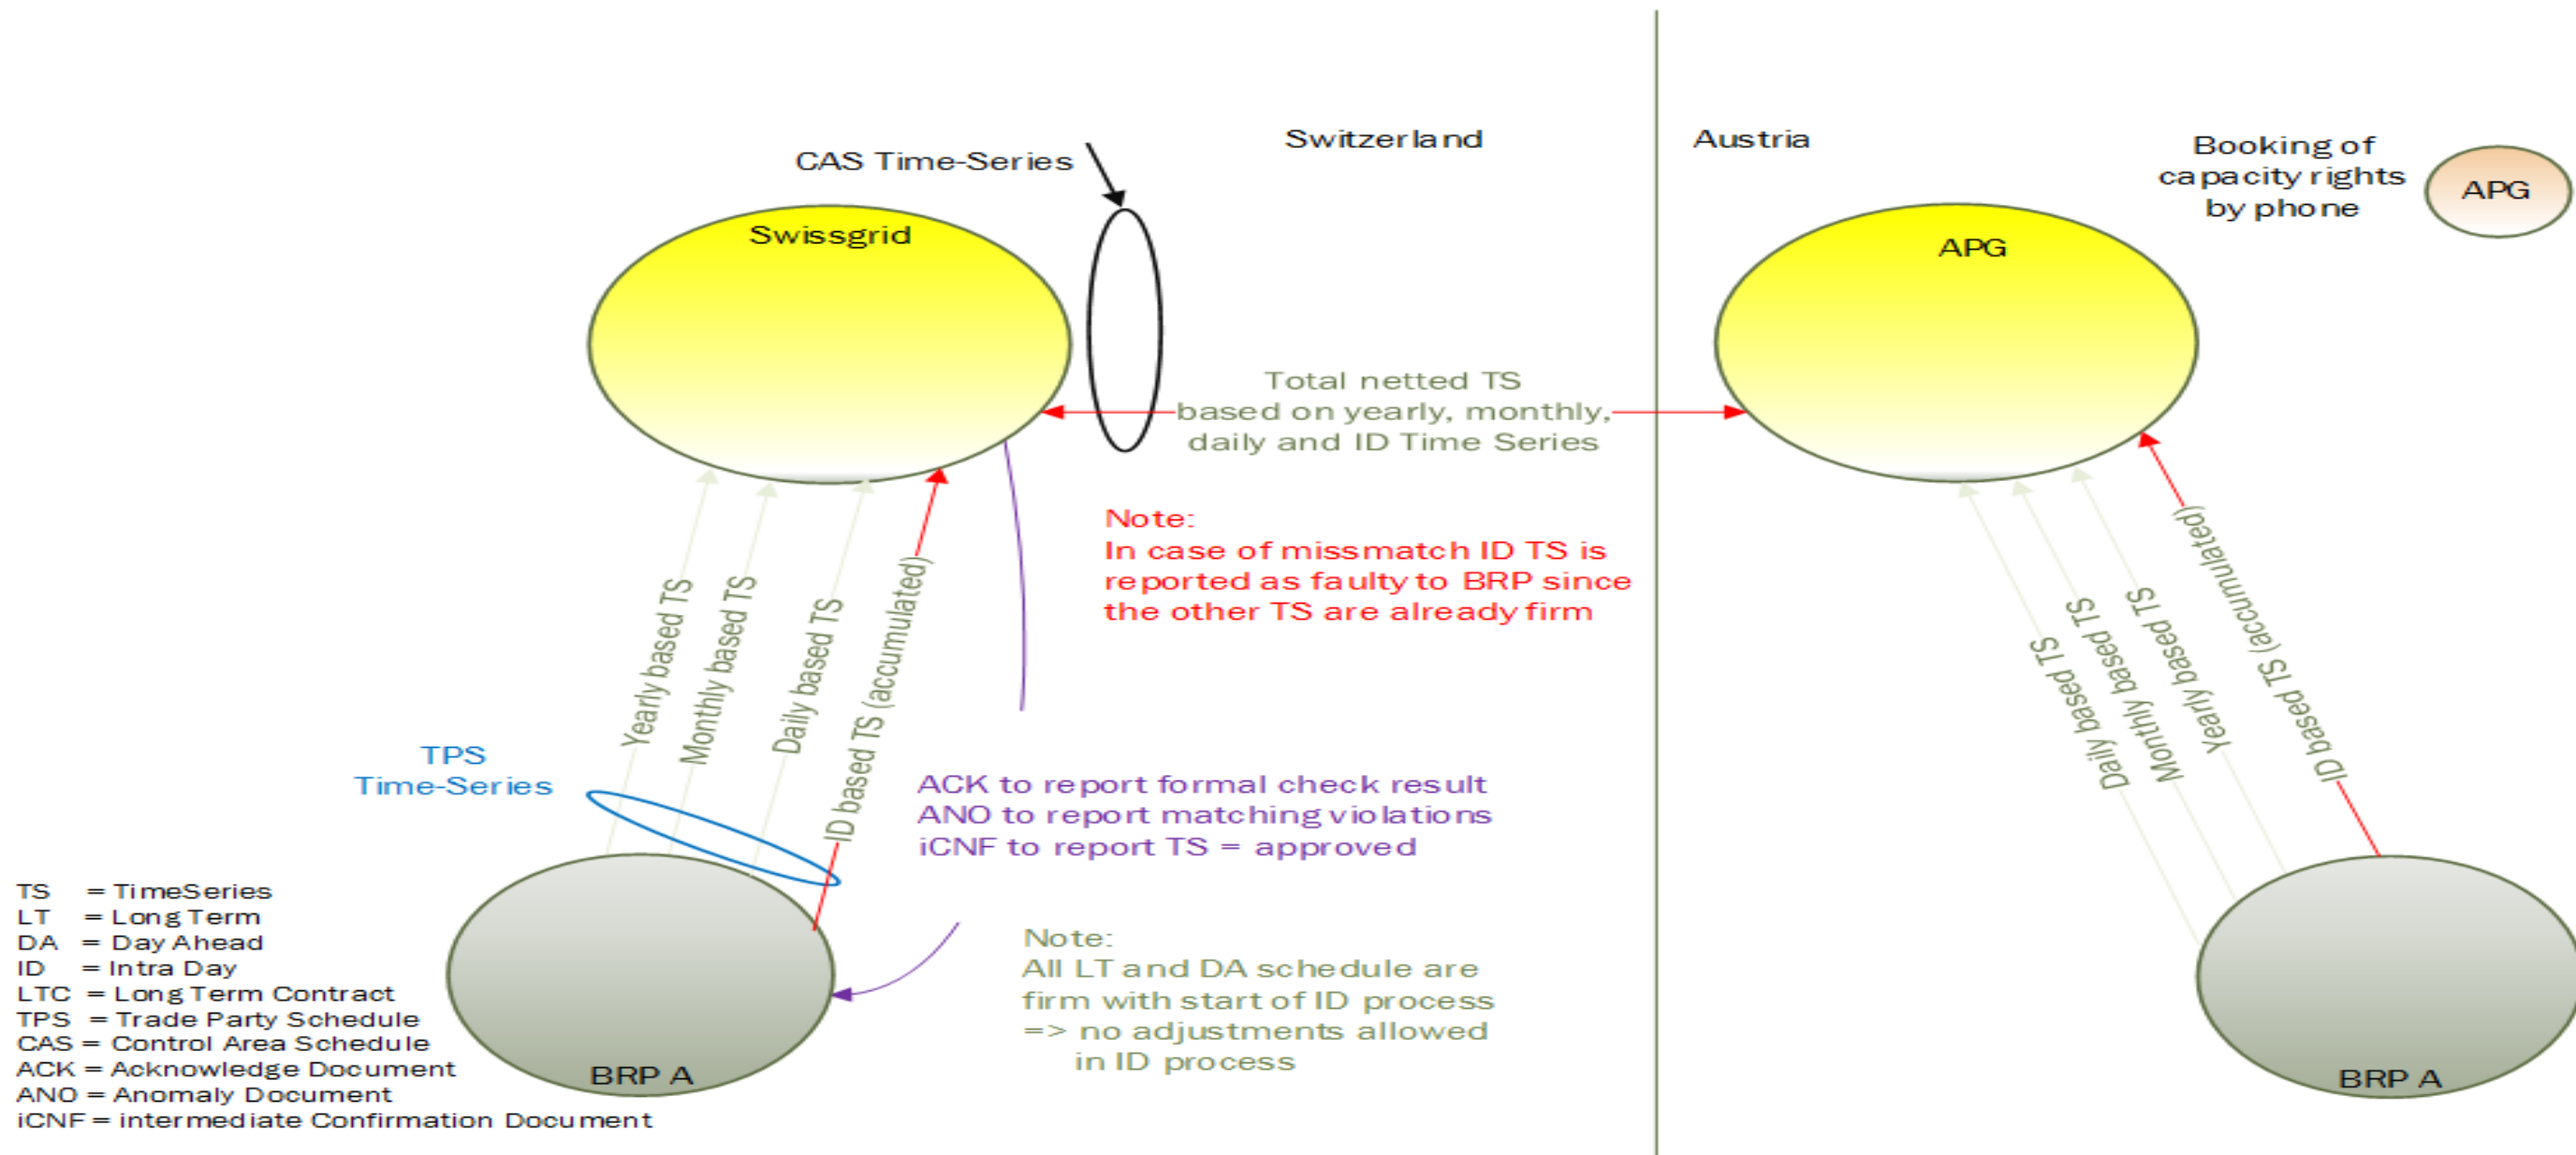 Switzerland
Austria
CAS Time-Series
Booking of
capacity rights
by phone
APG
Swissgrid
APG
Total netted TS
based on yearly, monthly,
daily and ID Time Series
Note:
In case of missmatch ID TS is
reported as faulty to BRP since
the other TS are already firm
Yearly based TS
Monthly based TS
Daily based TS
ID based TS (accumulated)
Daily based TS
Monthly based TS
Yearly based TS
ID based TS (accumulated)
TPS
Time-Series
ACK to report formal check result
ANO to report matching violations
iCNF to report TS = approved
Note:
All LT and DA schedule are
firm with start of ID process
=> no adjustments allowed
in ID process
TS = TimeSeries
LT = Long Term
DA = Day Ahead
ID = Intra Day
LTC = Long Term Contract
TPS = Trade Party Schedule
CAS = Control Area Schedule
ACK = Acknowledge Document
ANO = Anomaly Document
iCNF = intermediate Confirmation Document
BRP A
BRP A